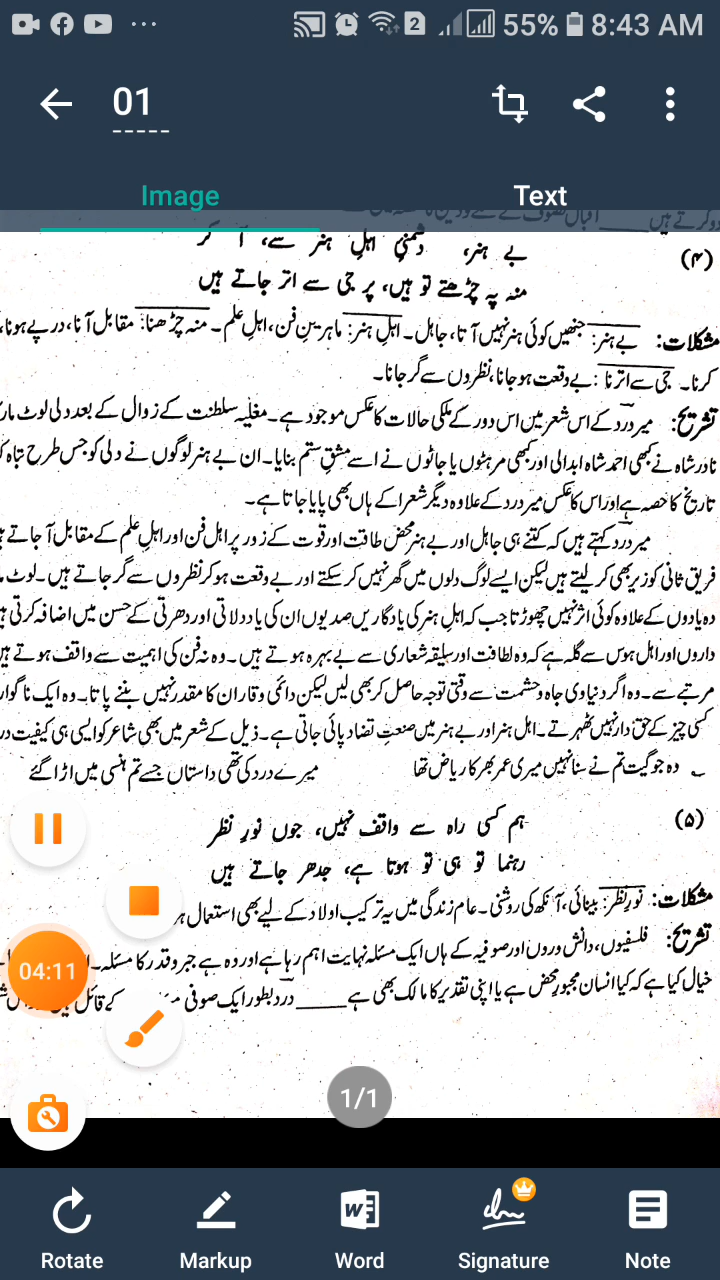 2 55% 8:43 AM
01
Image Text
(۴) بے ہنر، دشمنیِ اہلِ ہنر سے، آ کر
منہ پہ چڑھتے تو ہیں، پر جی سے اتر جاتے ہیں
مشکلات: بے ہنر: جنھیں کوئی ہنر نہیں آتا، جاہل۔ اہلِ ہنر: ماہرینِ فن، اہلِ علم۔ منہ چڑھنا: مقابل آنا، درپے ہونا،
کرنا۔ جی سے اترنا: بے وقعت ہو جانا، نظروں سے گر جانا۔
تشریح: میر درد کے اس شعر میں اس دور کے ملکی حالات کا عکس موجود ہے۔ مغلیہ سلطنت کے زوال کے بعد دلی لوٹ مار
نادر شاہ نے کبھی احمد شاہ ابدالی اور کبھی مرہٹوں یا جاٹوں نے اسے مشقِ ستم بنایا۔ ان بے ہنر لوگوں نے دلی کو جس طرح تباہ
تاریخ کا حصہ ہے اور اس کا عکس میر درد کے علاوہ دیگر شعرا کے ہاں بھی پایا جاتا ہے۔
میر درد کہتے ہیں کہ کتنے ہی جاہل اور بے ہنر محض طاقت اور قوت کے زور پر اہل فن اور اہلِ علم کے مقابل آ جاتے
فریق ثانی کو زیر بھی کر لیتے ہیں لیکن ایسے لوگ دلوں میں گھر نہیں کر سکتے اور بے وقعت ہو کر نظروں سے گر جاتے ہیں۔ لوٹ
دہ یادوں کے علاوہ کوئی اثر نہیں چھوڑتا جب کہ اہلِ ہنر کی یادگاریں صدیوں ان کی یاد دلاتی اور دھرتی کے حسن میں اضافہ کرتی
داروں اور اہل ہوس سے گلہ ہے کہ وہ لطافت اور سلیقہ شعاری سے بے بہرہ ہوتے ہیں۔ وہ نہ فن کی اہمیت سے واقف ہوتے
مرتبے سے۔ وہ اگر دنیاوی جاہ و حشمت سے وقتی توجہ حاصل کر بھی لیں لیکن دائمی وقار ان کا مقدر نہیں بننے پاتا۔ وہ ایک ناگوار
کسی چیز کے حق دار نہیں ٹھہرتے۔ اہل ہنر اور بے ہنر میں صنعتِ تضاد پائی جاتی ہے۔ ذیل کے شعر میں بھی شاعر کو ایسی ہی کیفیت
وہ جو گیت تم نے سنا نہیں میری عمر بھر کا ریاض تھا میرے درد کی تھی داستاں جسے تم ہنسی میں اڑا گئے
(۵) ہم کسی راہ سے واقف نہیں، جوں نورِ نظر
رہنما تو ہی تو ہوتا ہے، جدھر جاتے ہیں
مشکلات: نورِ نظر: بینائی، آنکھ کی روشنی۔ عام زندگی میں یہ ترکیب اولاد کے لیے بھی استعمال
تشریح: فلسفیوں، دانش وروں اور صوفیہ کے ہاں ایک مسئلہ نہایت اہم رہا ہے اور وہ ہے جبر و قدر کا مسئلہ۔
خیال کیا ہے کہ کیا انسان مجبورِ محض ہے یا اپنی تقدیر کا مالک بھی ہے ____ درد بطور ایک صوفی کے قائل
04:11
1/1
Rotate Markup Word Signature Note